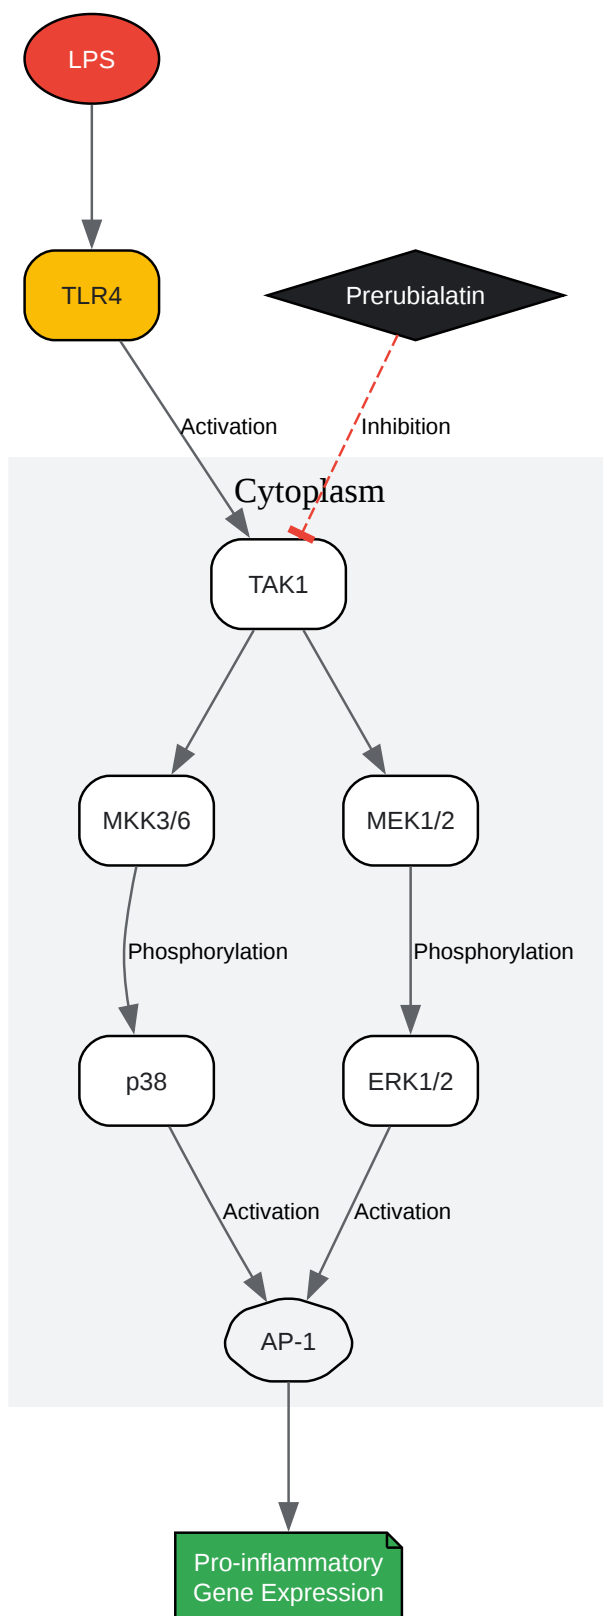 LPS
TLR4
Prerubialatin
Activation
Inhibition
Cytoplasm
TAK1
MKK3/6
MEK1/2
Phosphorylation
Phosphorylation
p38
ERK1/2
Activation
Activation
AP-1
Pro-inflammatory
Gene Expression